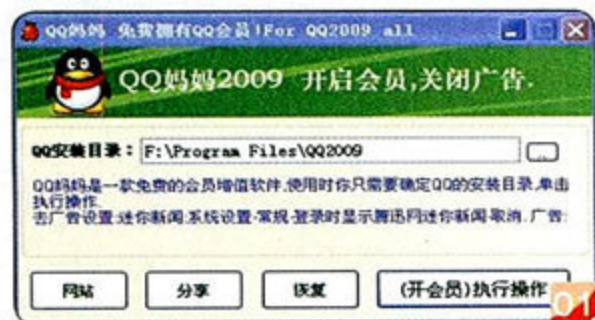 QQ妈妈 免费拥有QQ会员!For QQ2009 all
QQ妈妈2009 开启会员,关闭广告.
QQ安装目录: F:\Program Files\QQ2009 ..
QQ妈妈是一款免费的会员增值软件,使用时你只需要确定QQ的安装目录,单击
执行操作.
去广告设置:迷你新闻:系统设置-常规-登录时显示腾迅网迷你新闻-取消. 广告:
网站 分享 恢复 (开会员)执行操作
01